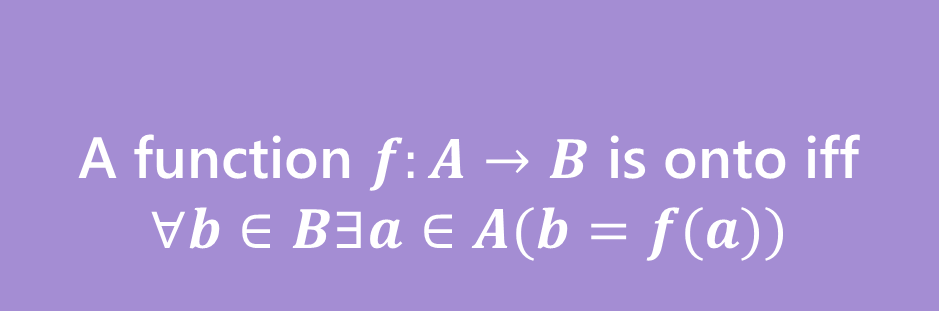 A function f: A → B is onto iff
∀b ∈ B∃a ∈ A(b = f(a))